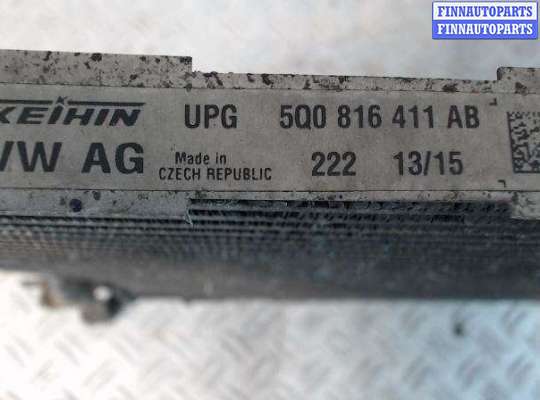 FINNAUTOPARTS
FINNAUTOPARTS
KEIHIN UPG 5Q0 816 411 AB
VW AG Made in CZECH REPUBLIC 222 13/15